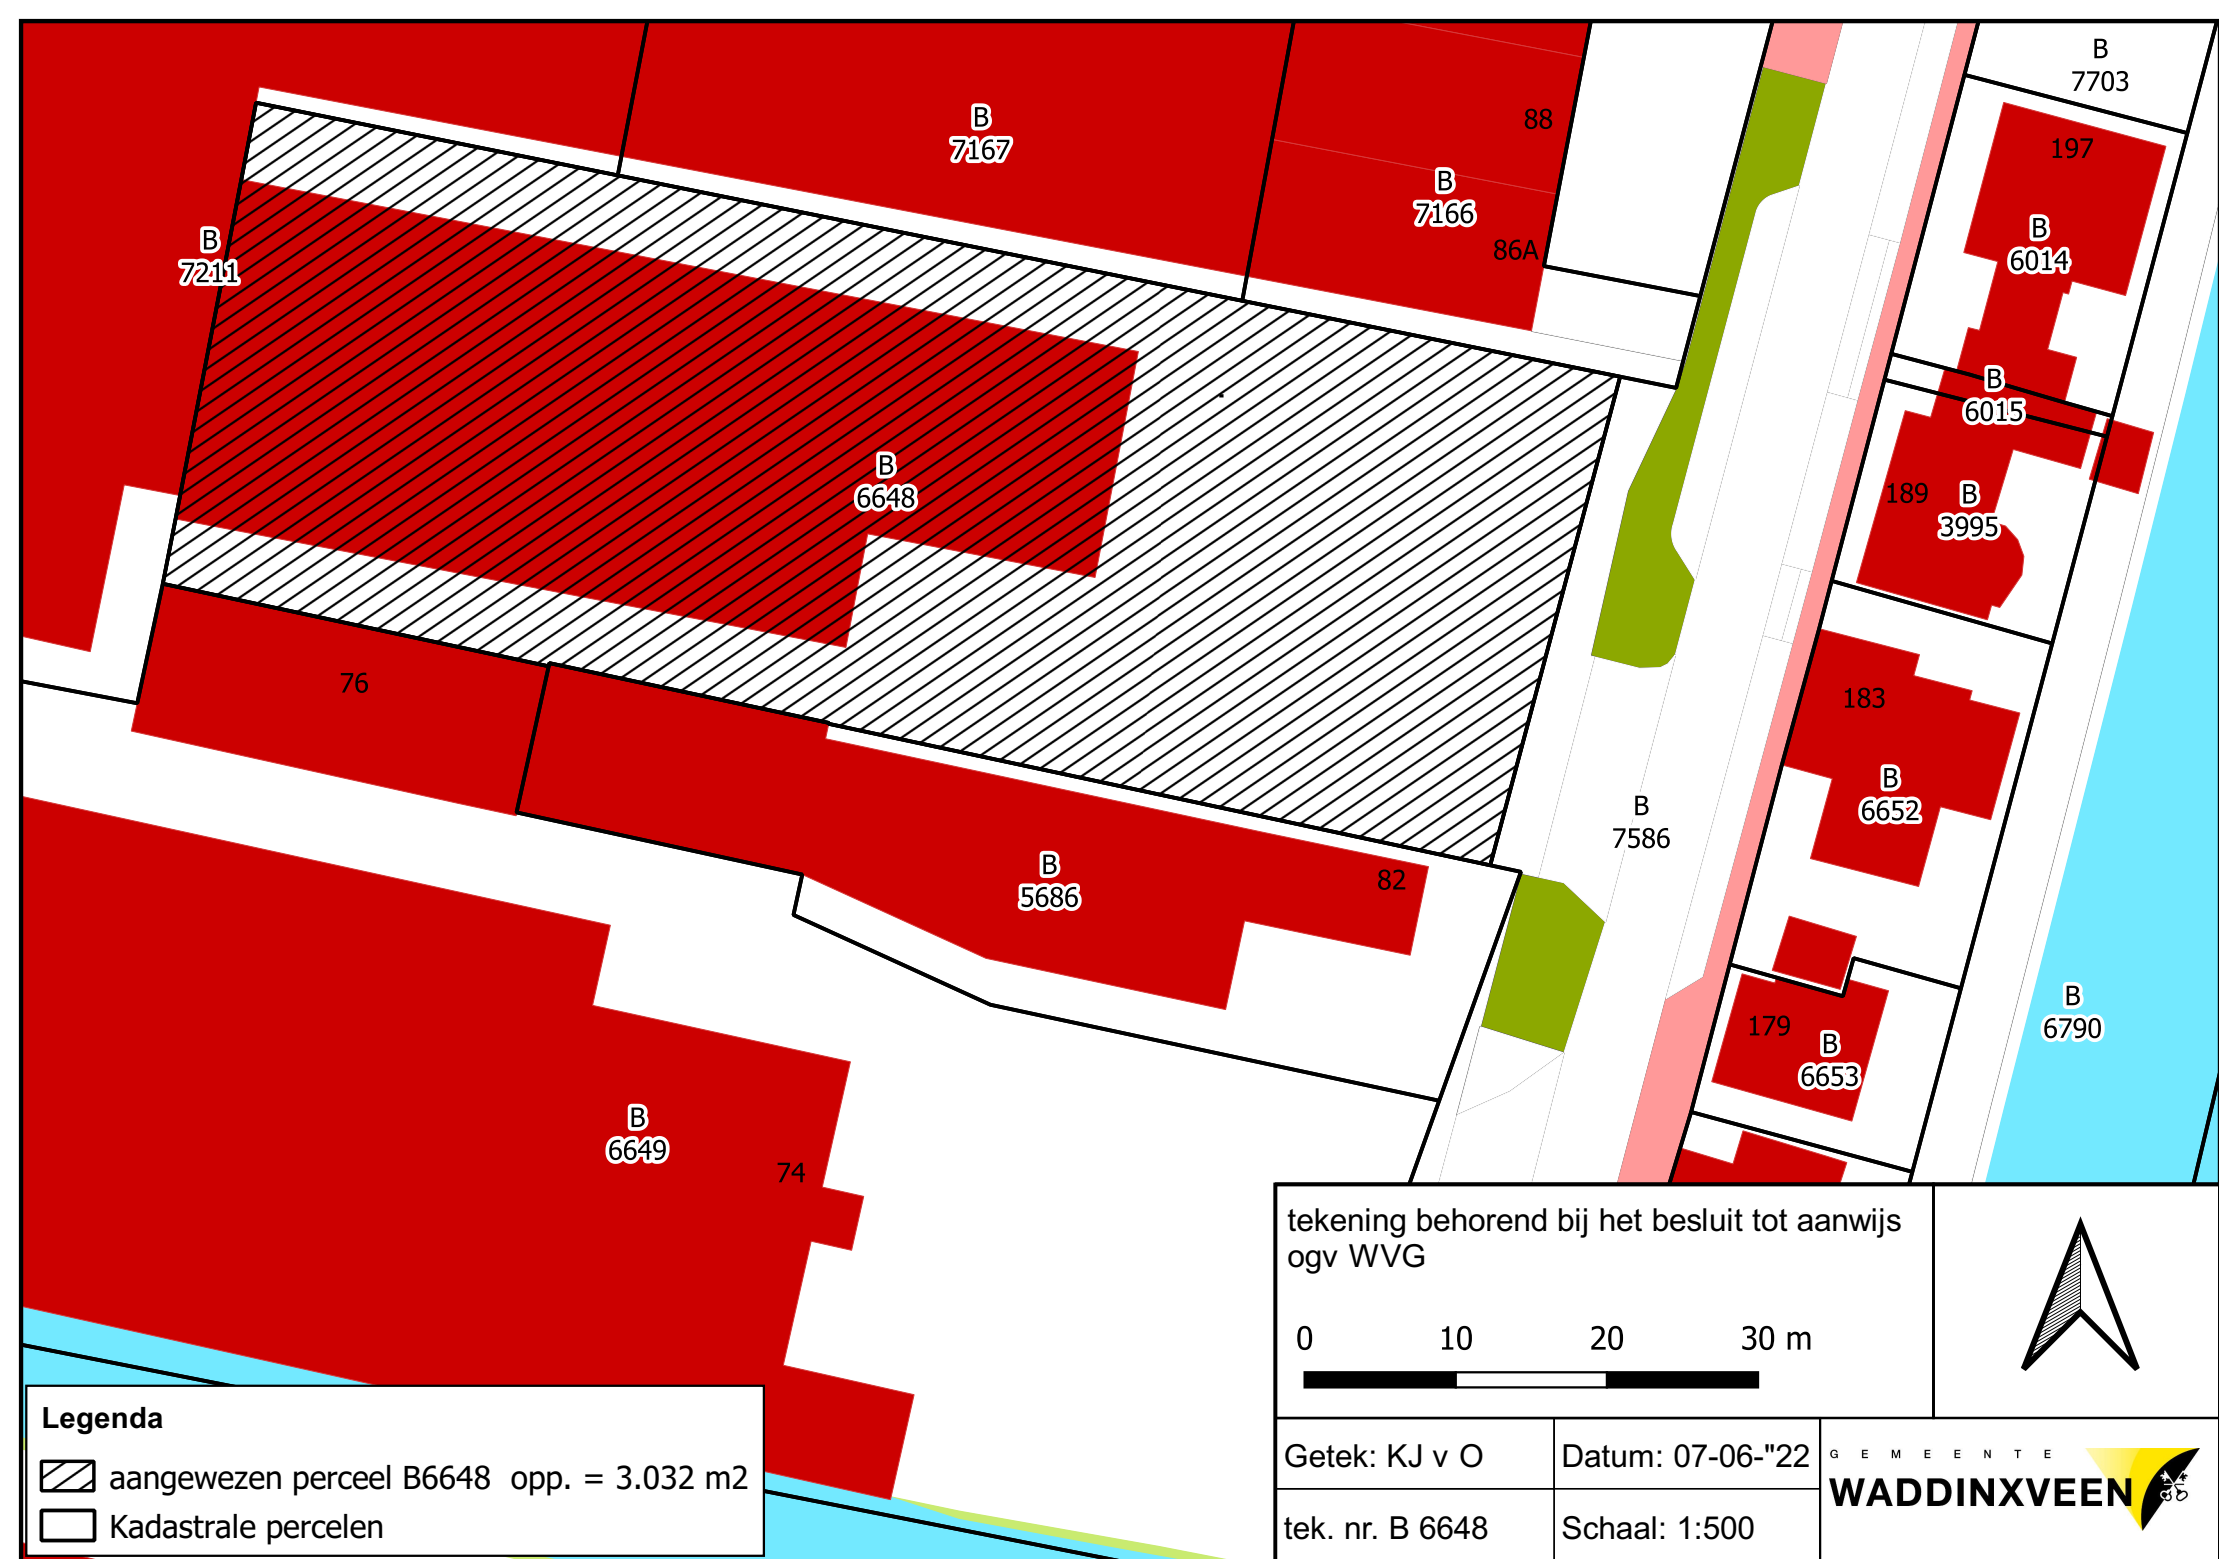 B
7703
88
B
7167
197
B
7166
B
7211
86A
B
6014
B
6015
B
6648
189
B
3995
76
183
B
6652
B
7586
B
5686
82
B
6790
179
B
6653
B
6649
74
tekening behorend bij het besluit tot aanwijs
ogv WVG
0 10 20 30 m
Legenda
aangewezen perceel B6648 opp. = 3.032 m2
Kadastrale percelen
Getek: KJ v O
Datum: 07-06-"22
tek. nr. B 6648
Schaal: 1:500
GEMEENTE
WADDINXVEEN